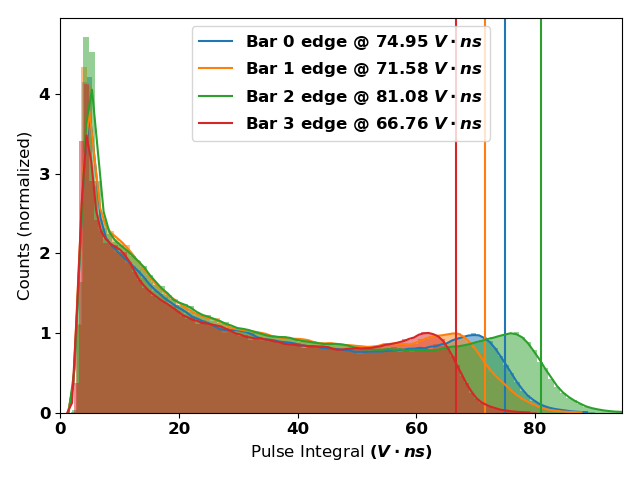 Bar 0 edge @ 74.95 V · ns
Bar 1 edge @ 71.58 V · ns
Bar 2 edge @ 81.08 V · ns
Bar 3 edge @ 66.76 V · ns
Counts (normalized)
4
3
2
1
0
0 20 40 60 80
Pulse Integral (V · ns)